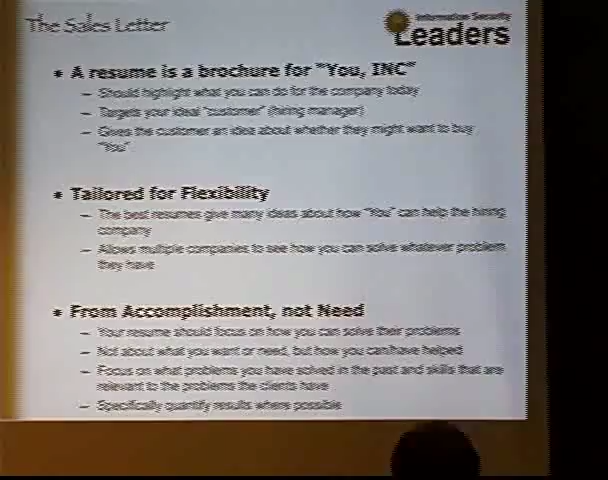 The Sales Letter
Information Security
Leaders
• A resume is a brochure for "You, INC"
– Should highlight what you can do for the company today
– Targets your ideal "customer" (hiring manager)
– Gives the customer an idea about whether they might want to buy
"You"
• Tailored for Flexibility
– The best resumes give many ideas about how "You" can help the hiring
company
– Allows multiple companies to see how you can solve whatever problem
they have
• From Accomplishment, not Need
– Your resume should focus on how you can solve their problems
– Not about what you want or need, but how you can/have helped
– Focus on what problems you have solved in the past and skills that are
relevant to the problems the clients have
– Specifically quantify results where possible